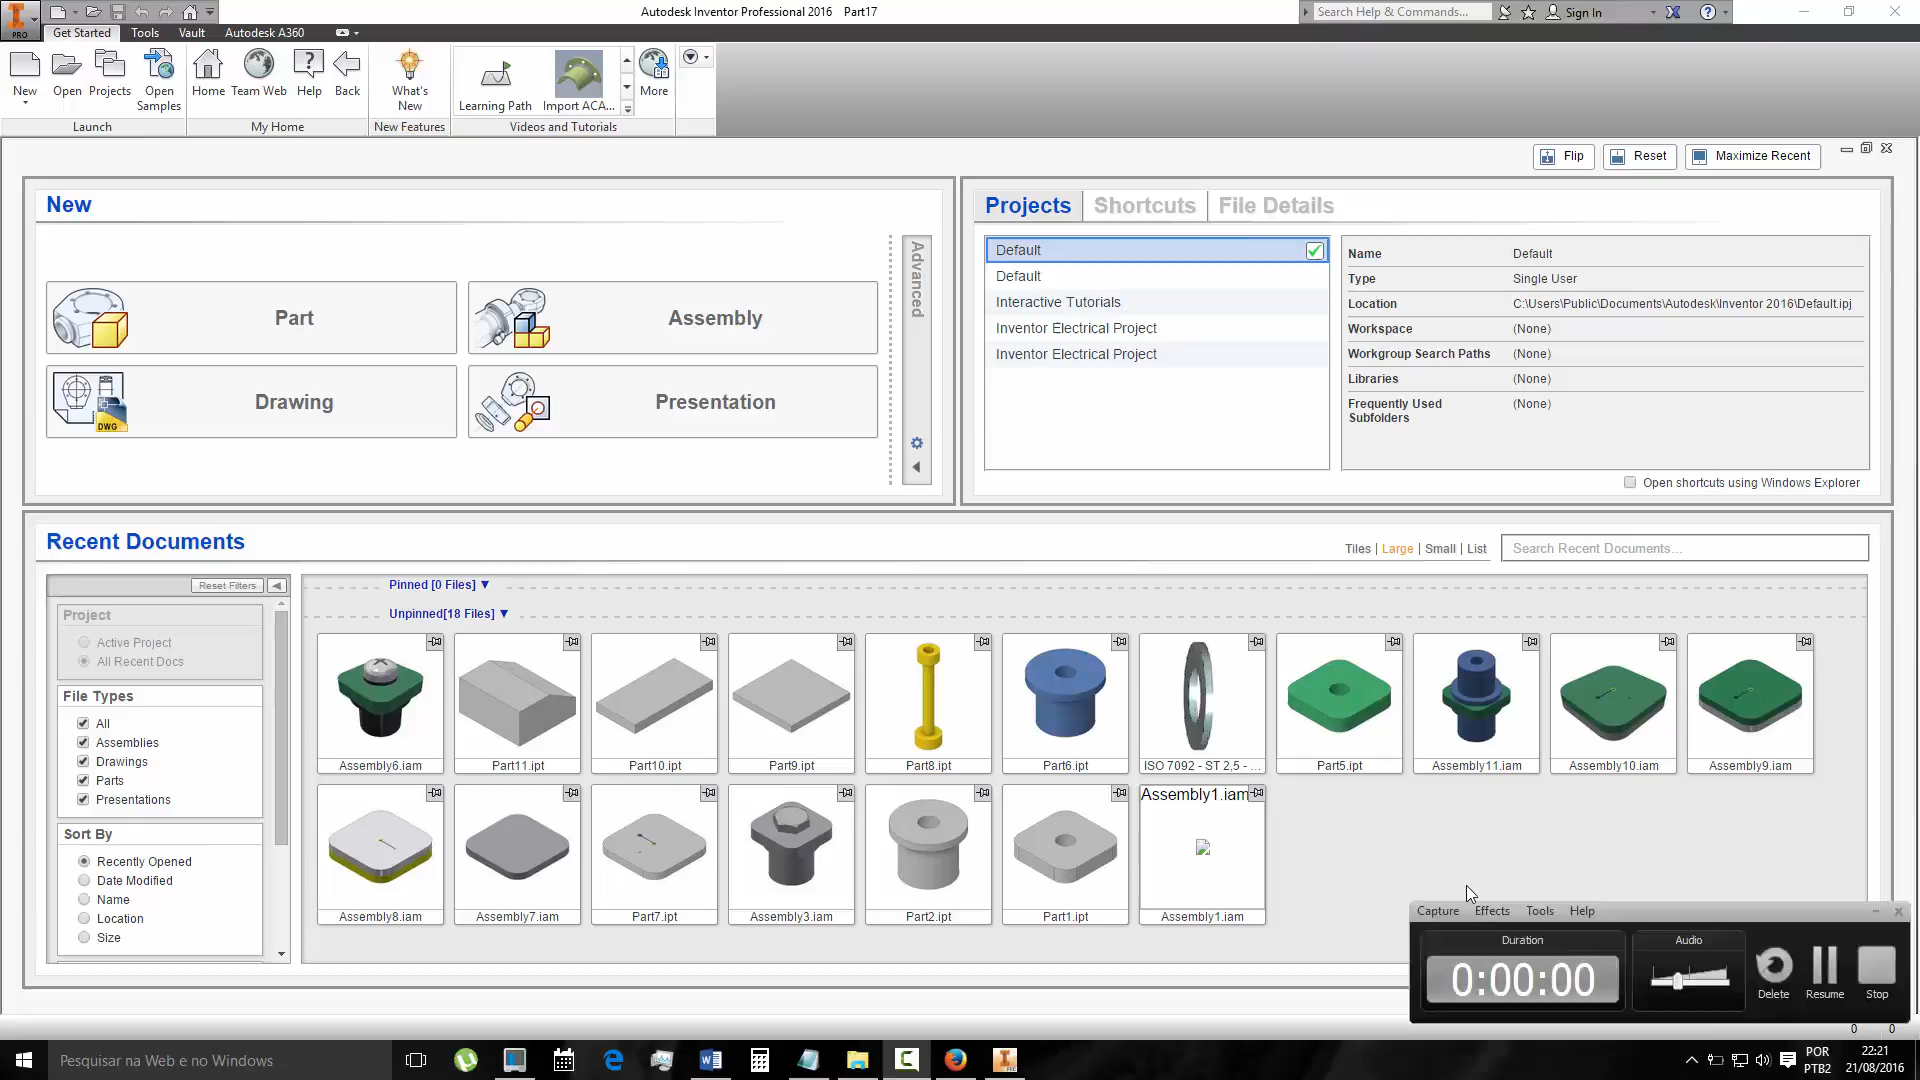 Autodesk Inventor Professional 2016 Part17
Search Help & Commands...
Sign In
PRO
Get Started Tools Vault Autodesk A360
New Open Projects Open Samples
Home Team Web Help Back
What's New
Learning Path Import ACA... More
Launch My Home New Features Videos and Tutorials
Flip Reset Maximize Recent
New
Part
Assembly
Drawing
DWG
Presentation
Advanced
Projects Shortcuts File Details
Default
Default
Interactive Tutorials
Inventor Electrical Project
Inventor Electrical Project
Name Default
Type Single User
Location C:\Users\Public\Documents\Autodesk\Inventor 2016\Default.ipj
Workspace (None)
Workgroup Search Paths (None)
Libraries (None)
Frequently Used Subfolders (None)
Open shortcuts using Windows Explorer
Recent Documents
Tiles | Large | Small | List
Search Recent Documents...
Reset Filters
Project
Active Project
All Recent Docs
File Types
All
Assemblies
Drawings
Parts
Presentations
Sort By
Recently Opened
Date Modified
Name
Location
Size
Pinned [0 Files]
Unpinned[18 Files]
Assembly6.iam Part11.ipt Part10.ipt Part9.ipt Part8.ipt Part6.ipt ISO 7092 - ST 2,5 - ... Part5.ipt Assembly11.iam Assembly10.iam Assembly9.iam
Assembly1.iam
Assembly8.iam Assembly7.iam Part7.ipt Assembly3.iam Part2.ipt Part1.ipt Assembly1.iam
Capture Effects Tools Help
Duration Audio
0:00:00
Delete Resume Stop
0 0
Pesquisar na Web e no Windows
POR
PTB2
22:21
21/08/2016